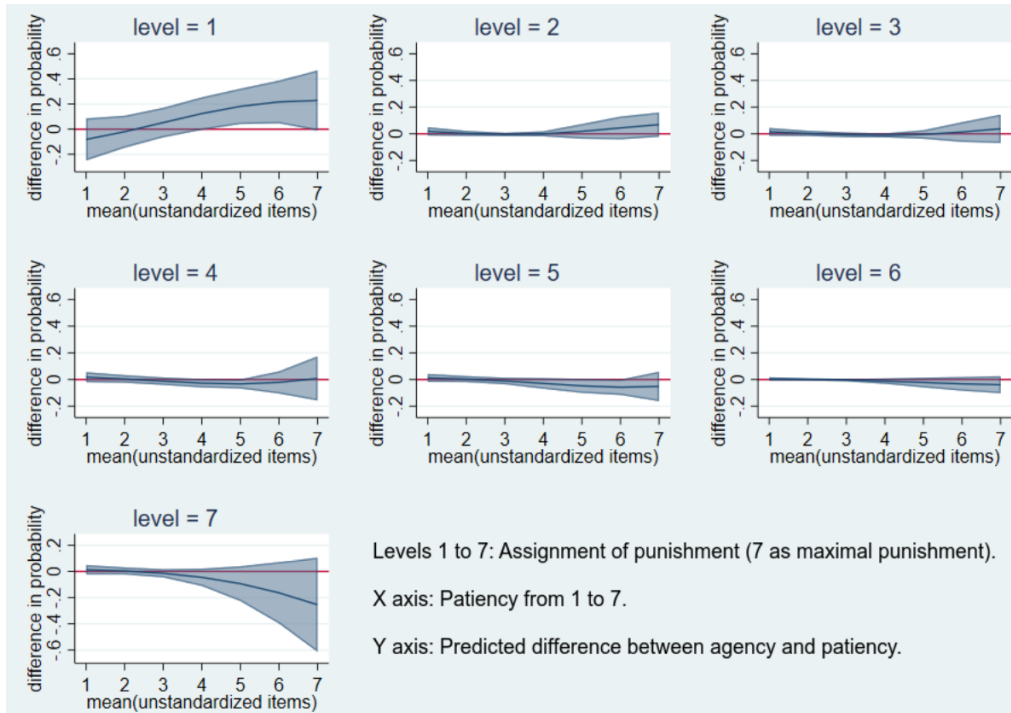 level = 1
level = 2
level = 3
difference in probability
-.2 0 .2 .4 .6
1 2 3 4 5 6 7
mean(unstandardized items)
difference in probability
-.2 0 .2 .4 .6
1 2 3 4 5 6 7
mean(unstandardized items)
difference in probability
-.2 0 .2 .4 .6
1 2 3 4 5 6 7
mean(unstandardized items)
level = 4
level = 5
level = 6
difference in probability
-.2 0 .2 .4 .6
1 2 3 4 5 6 7
mean(unstandardized items)
difference in probability
-.2 0 .2 .4 .6
1 2 3 4 5 6 7
mean(unstandardized items)
difference in probability
-.2 0 .2 .4 .6
1 2 3 4 5 6 7
mean(unstandardized items)
level = 7
difference in probability
-.6 -.4 -.2 0 .2
1 2 3 4 5 6 7
mean(unstandardized items)
Levels 1 to 7: Assignment of punishment (7 as maximal punishment).
X axis: Patiency from 1 to 7.
Y axis: Predicted difference between agency and patiency.